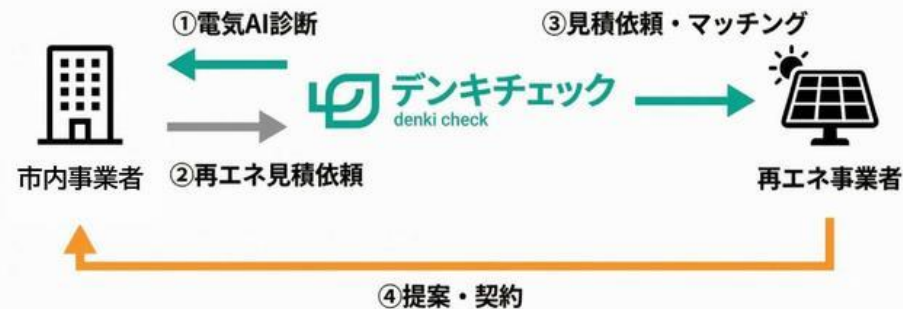 ①電気AI診断
③見積依頼・マッチング
デンキチェック
denki check
市内事業者
②再エネ見積依頼
再エネ事業者
④提案・契約